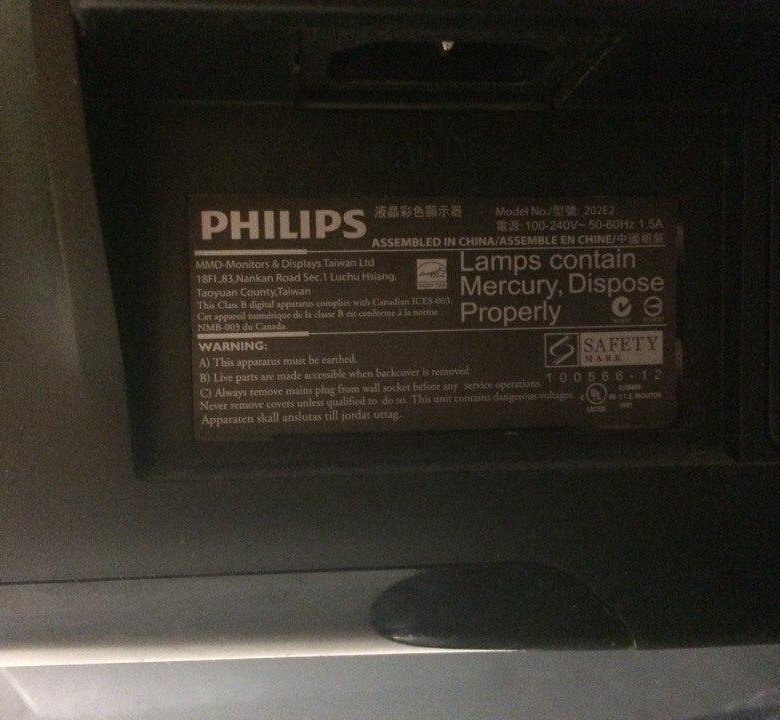 PHILIPS 液晶彩色顯示器
Model No./型號: 202E2
電源: 100-240V~ 50-60Hz 1.5A
ASSEMBLED IN CHINA/ASSEMBLE EN CHINE/中國組裝
MMD-Monitors & Displays Taiwan Ltd
18Fl.,83,Nankan Road Sec.1 Luchu Hsiang.
Taoyuan County,Taiwan
This Class B digital apparatus complies with Canadian ICES-003.
Cet appareil numerique de la classe B est conforme à la norme
NMB-003 du Canada.
Lamps contain
Mercury, Dispose
Properly
WARNING:
A) This apparatus must be earthed.
B) Live parts are made accessible when backcover is removed
C) Always remove mains plug from wall socket before any service operations.
Never remove covers unless qualified to do so. This unit contains dangerous voltages.
Apparaten skall anslutas till jordat uttag.
SAFETY
MARK
100566-12
UL
LISTED
I.T.E. MONITOR